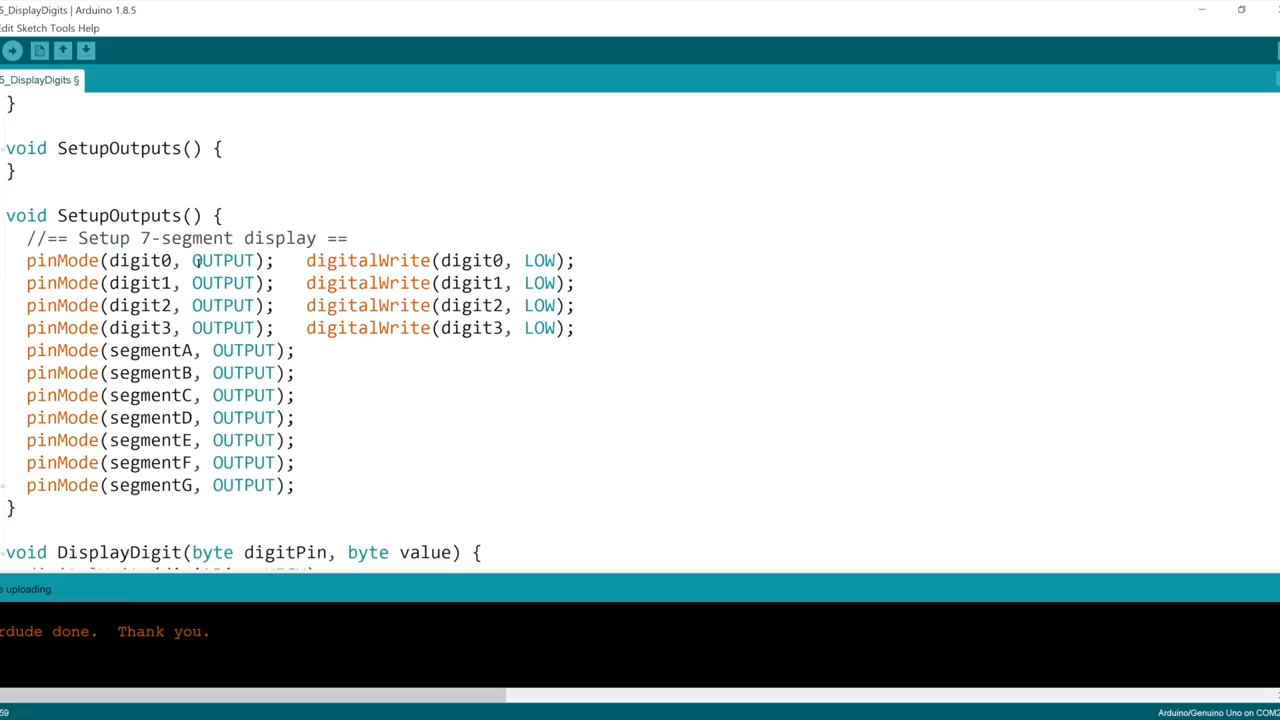 5_DisplayDigits | Arduino 1.8.5
Edit Sketch Tools Help
5_DisplayDigits §
}
void SetupOutputs() {
}
void SetupOutputs() {
//== Setup 7-segment display ==
pinMode(digit0, OUTPUT); digitalWrite(digit0, LOW);
pinMode(digit1, OUTPUT); digitalWrite(digit1, LOW);
pinMode(digit2, OUTPUT); digitalWrite(digit2, LOW);
pinMode(digit3, OUTPUT); digitalWrite(digit3, LOW);
pinMode(segmentA, OUTPUT);
pinMode(segmentB, OUTPUT);
pinMode(segmentC, OUTPUT);
pinMode(segmentD, OUTPUT);
pinMode(segmentE, OUTPUT);
pinMode(segmentF, OUTPUT);
pinMode(segmentG, OUTPUT);
}
void DisplayDigit(byte digitPin, byte value) {
e uploading.
rdude done. Thank you.
59
Arduino/Genuino Uno on COM2